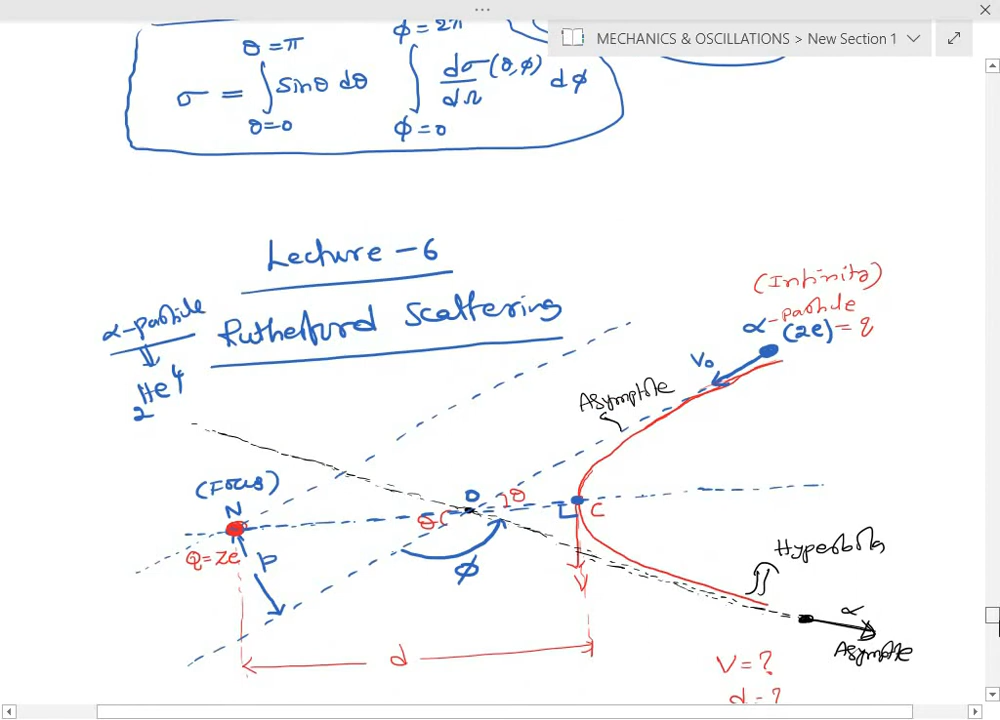 MECHANICS & OSCILLATIONS > New Section 1
θ=π
φ=2π
σ = ∫ sinθ dθ ∫ dσ/dΩ (θ,φ) dφ
θ=0
φ=0
Lecture - 6
Rutherford Scattering
α-particle
₂He⁴
(Infinity)
α-particle
(2e) = q
V₀
Asymptote
(Focus)
N
O
θ
θ
C
Q=Ze
p
φ
V
Hyperbola
α
Asymptote
d
V = ?
d = ?